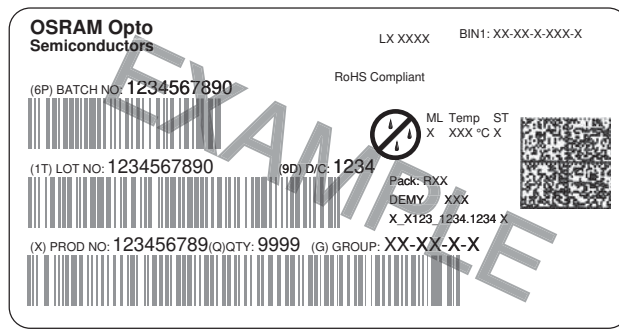 OSRAM Opto
Semiconductors
LX XXXX
BIN1: XX-XX-X-XXX-X
RoHS Compliant
(6P) BATCH NO: 1234567890
ML Temp ST
X XXX °C X
(1T) LOT NO: 1234567890 (9D) D/C: 1234
Pack: RXX
DEMY XXX
X_X123_1234.1234 X
(X) PROD NO: 123456789(Q)QTY: 9999 (G) GROUP: XX-XX-X-X
EXAMPLE